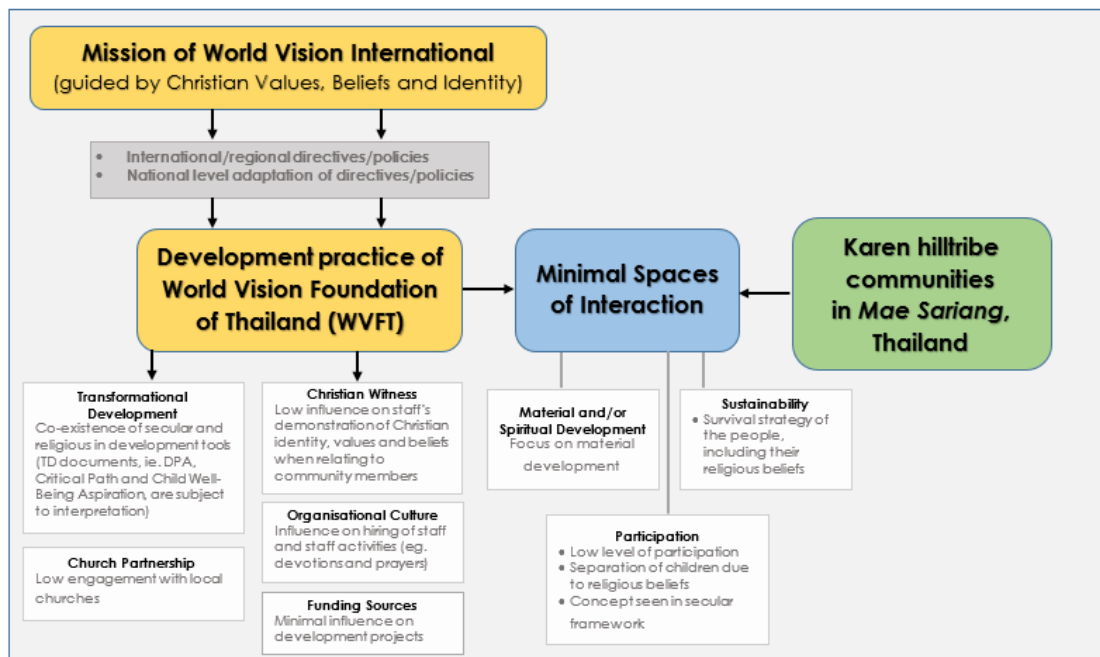 Mission of World Vision International
(guided by Christian Values, Beliefs and Identity)
• International/regional directives/policies
• National level adaptation of directives/policies
Development practice of
World Vision Foundation
of Thailand (WVFT)
Minimal Spaces
of Interaction
Karen hilltribe
communities
in Mae Sariang,
Thailand
Transformational
Development
Co-existence of secular and
religious in development tools
(TD documents, ie. DPA,
Critical Path and Child Well-
Being Aspiration, are subject
to interpretation)
Church Partnership
Low engagement with local
churches
Christian Witness
Low influence on staff's
demonstration of Christian
identity, values and beliefs
when relating to
community members
Organisational Culture
Influence on hiring of staff
and staff activities (eg.
devotions and prayers)
Funding Sources
Minimal influence on
development projects
Material and/or
Spiritual Development
Focus on material
development
Sustainability
• Survival strategy of
the people,
including their
religious beliefs
Participation
• Low level of participation
• Separation of children due
to religious beliefs
• Concept seen in secular
framework